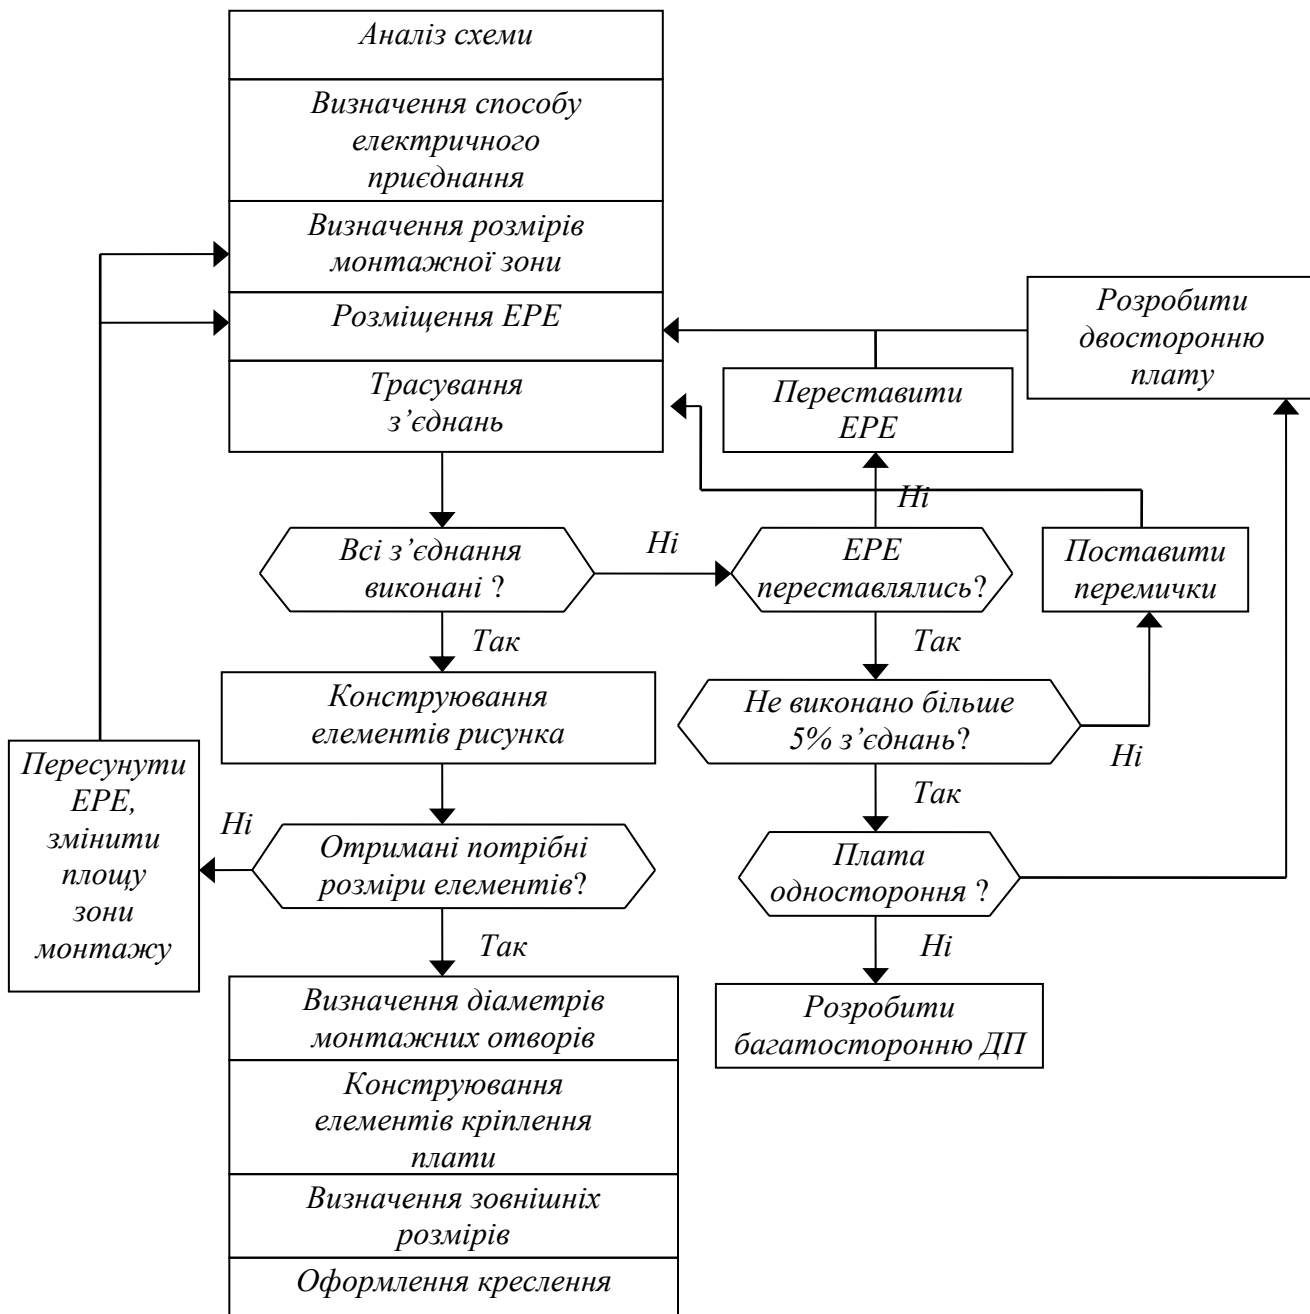 Аналіз схеми
Визначення способу
електричного
приєднання
Визначення розмірів
монтажної зони
Розміщення ЕРЕ
Трасування
з’єднань
Розробити
двосторонню
плату
Переставити
ЕРЕ
Ні
Всі з’єднання
виконані ?
Ні
ЕРЕ
переставлялись?
Поставити
перемички
Так
Так
Конструювання
елементів рисунка
Не виконано більше
5% з’єднань?
Ні
Пересунути
ЕРЕ,
змінити
площу
зони
монтажу
Ні
Так
Отримані потрібні
розміри елементів?
Плата
одностороння ?
Так
Ні
Визначення діаметрів
монтажних отворів
Розробити
багатосторонню ДП
Конструювання
елементів кріплення
плати
Визначення зовнішніх
розмірів
Оформлення креслення